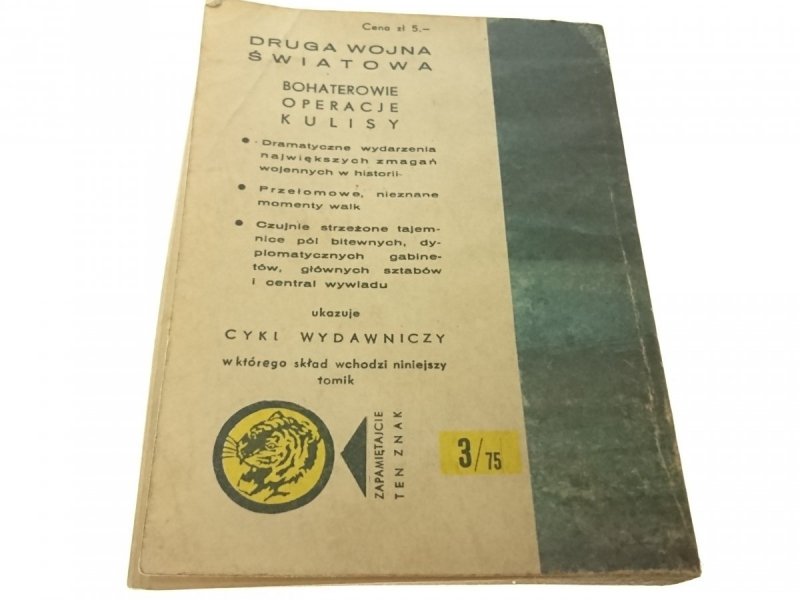 Cena zł 5.—
DRUGA WOJNA
ŚWIATOWA
BOHATEROWIE
OPERACJE
KULISY
• Dramatyczne wydarzenia
największych zmagań
wojennych w historii
• Przełomowe, nieznane
momenty walk
• Czujnie strzeżone tajem-
nice pól bitewnych, dy-
plomatycznych gabine-
tów, głównych sztabów
i central wywiadu
ukazuje
CYKL WYDAWNICZY
w którego skład wchodzi niniejszy
tomik
ZAPAMIĘTAJCIE
TEN ZNAK
3/75